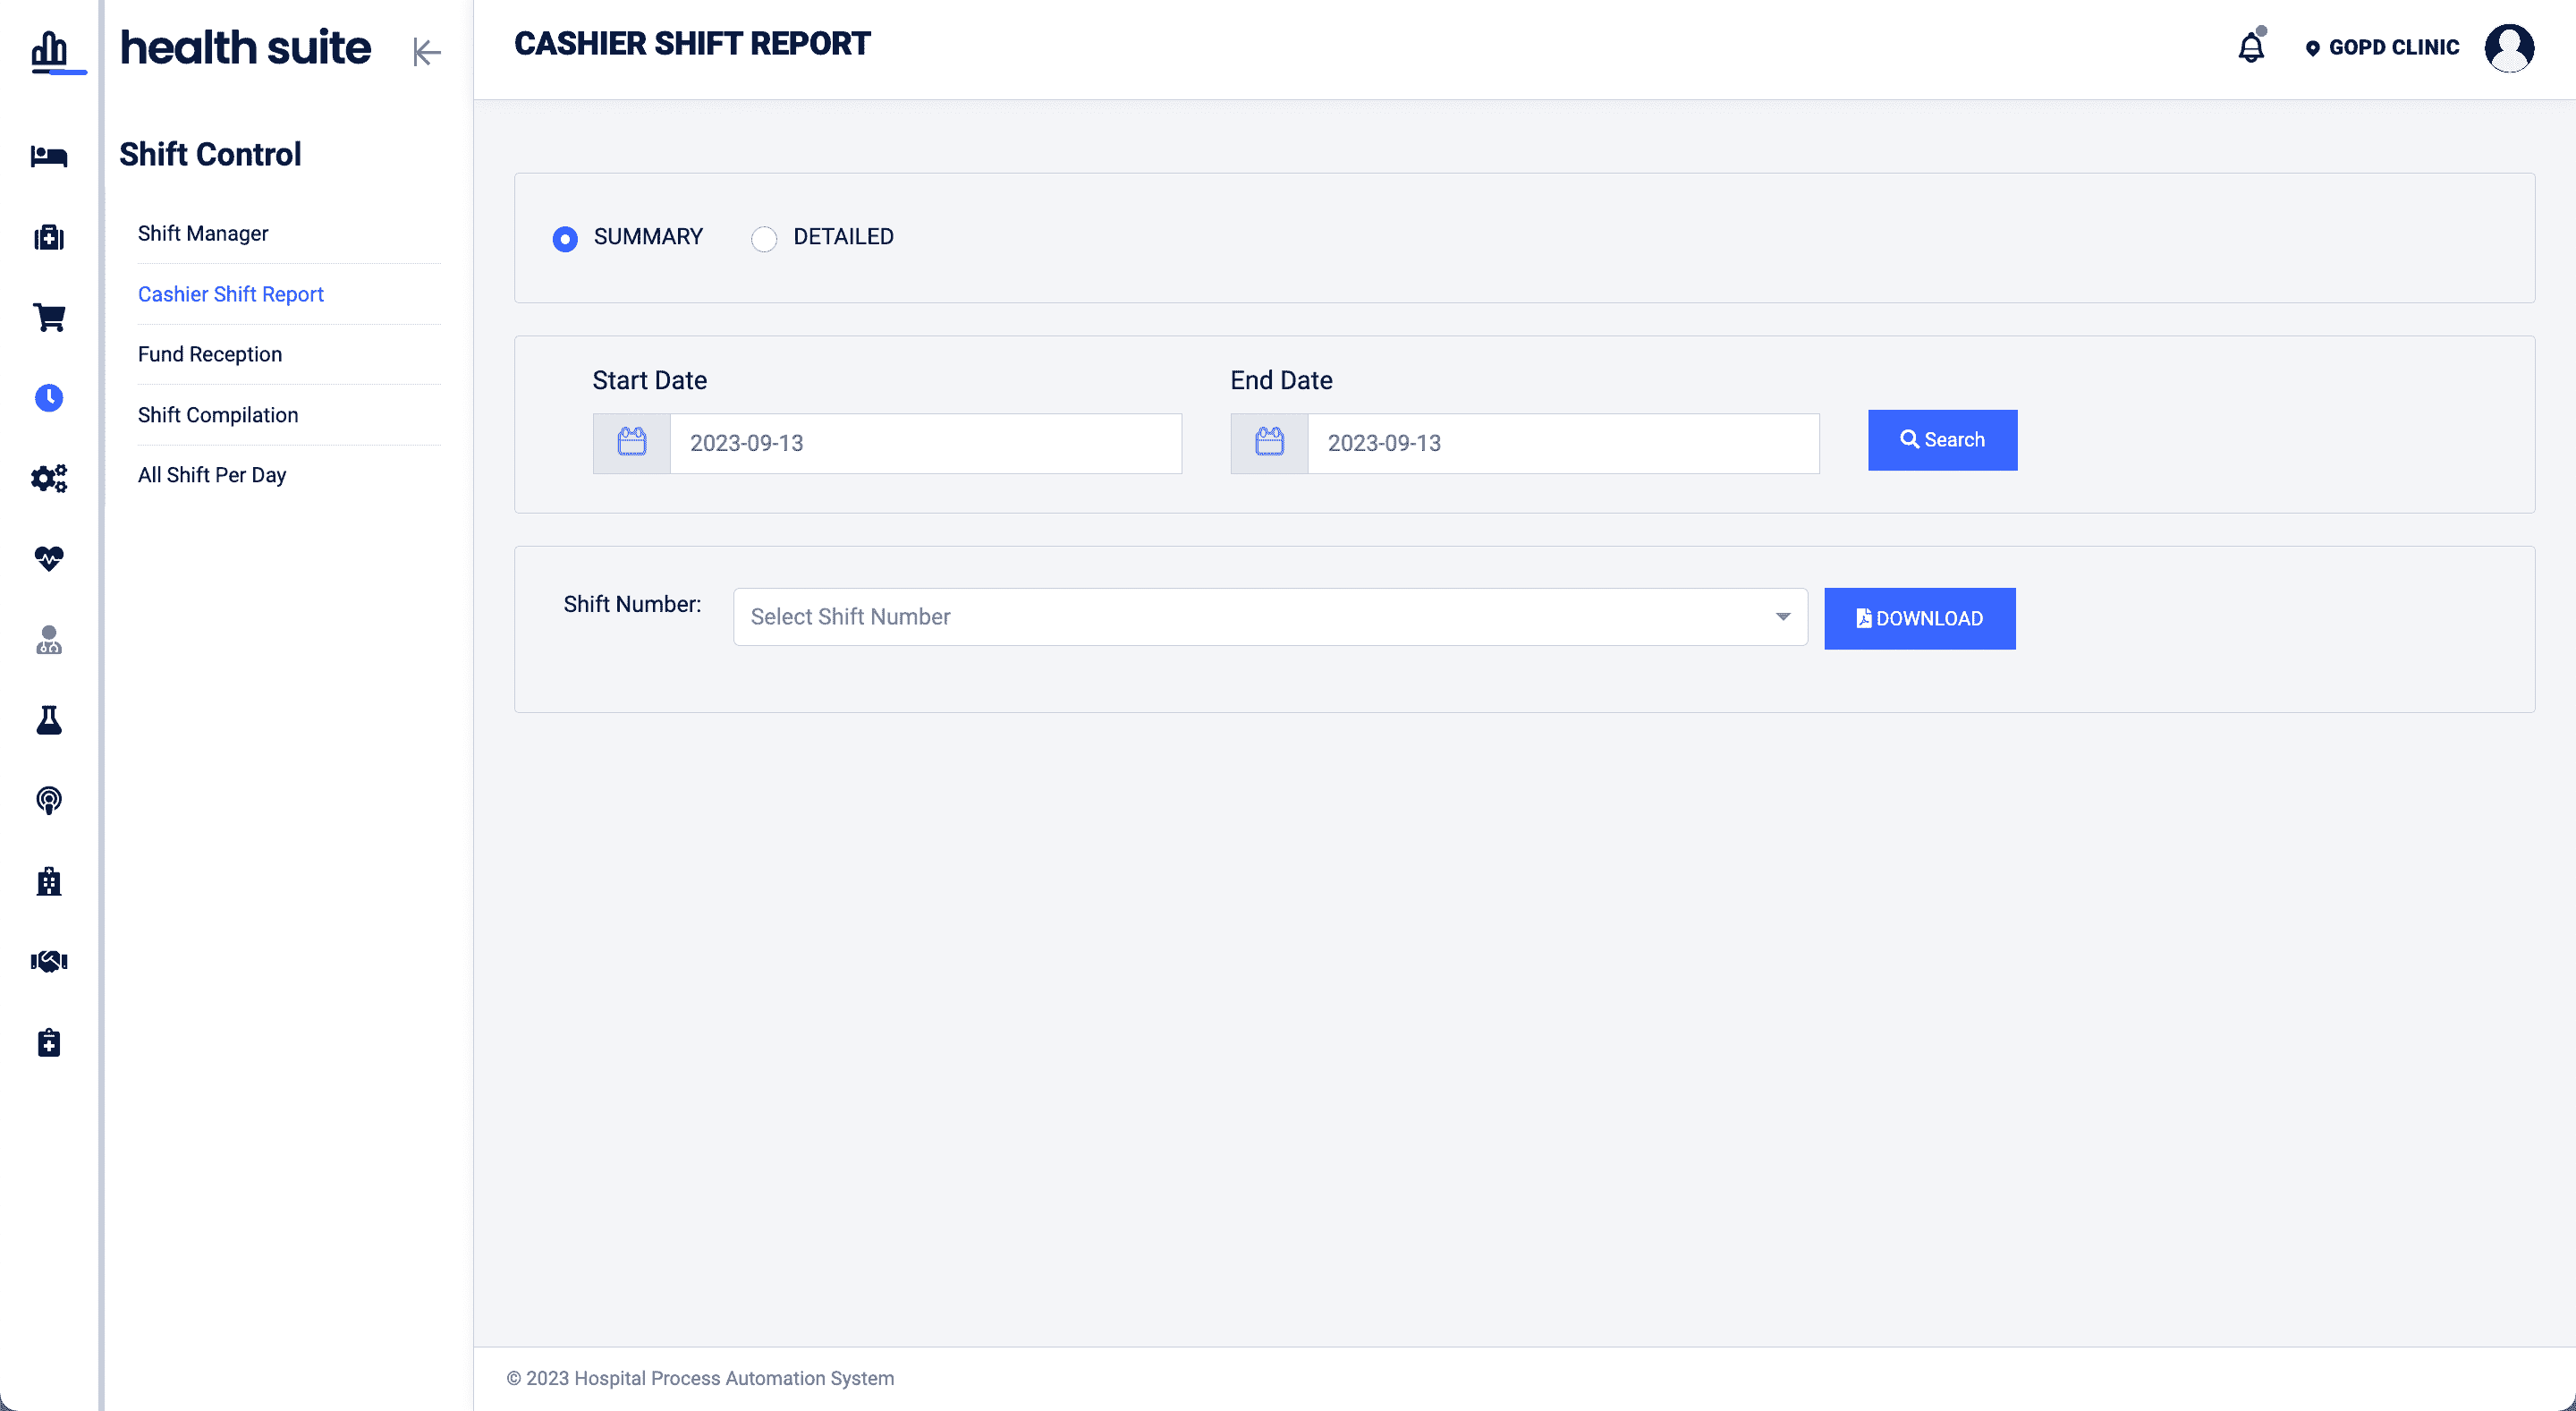 health suite
CASHIER SHIFT REPORT
GOPD CLINIC
Shift Control
Shift Manager
Cashier Shift Report
Fund Reception
Shift Compilation
All Shift Per Day
SUMMARY
DETAILED
Start Date
End Date
2023-09-13
2023-09-13
Search
Shift Number:
Select Shift Number
DOWNLOAD
© 2023 Hospital Process Automation System